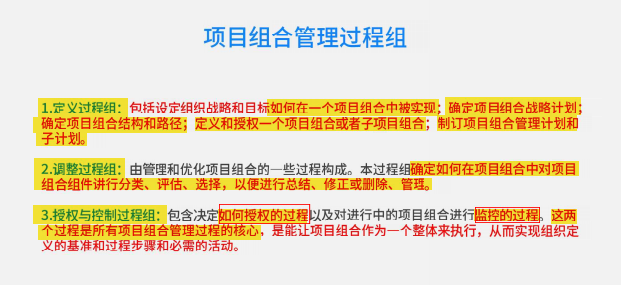 项目组合管理过程组
1.定义过程组：包括设定组织战略和目标如何在一个项目组合中被实现；确定项目组合战略计划；
确定项目组合结构和路径；定义和授权一个项目组合或者子项目组合；制订项目组合管理计划和
子计划。
2.调整过程组：由管理和优化项目组合的一些过程构成。本过程组确定如何在项目组合中对项目
组合组件进行分类、评估、选择，以便进行总结、修正或删除、管理。
3.授权与控制过程组：包含决定如何授权的过程以及对进行中的项目组合进行监控的过程。这两
个过程是所有项目组合管理过程的核心，是能让项目组合作为一个整体来执行，从而实现组织定
义的基准和过程步骤和必需的活动。